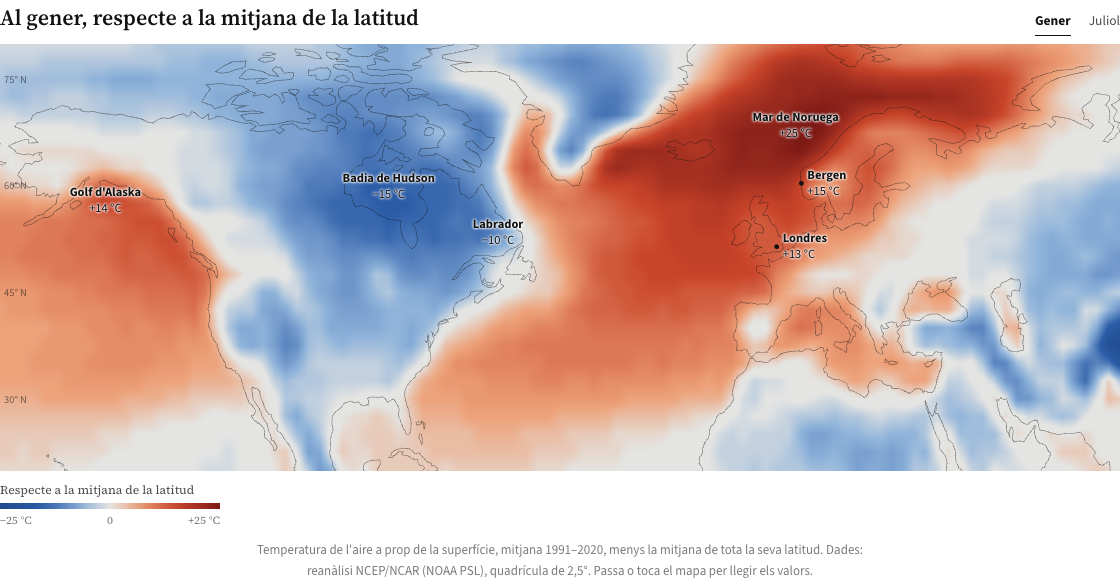 Al gener, respecte a la mitjana de la latitud
Gener Juliol
75° N
Mar de Noruega
+25 °C
Badia de Hudson
−15 °C
Bergen
+15 °C
60° N
Golf d'Alaska
+14 °C
Labrador
−10 °C
Londres
+13 °C
45° N
30° N
Respecte a la mitjana de la latitud
−25 °C 0 +25 °C
Temperatura de l'aire a prop de la superfície, mitjana 1991–2020, menys la mitjana de tota la seva latitud. Dades:
reanàlisi NCEP/NCAR (NOAA PSL), quadrícula de 2,5°. Passa o toca el mapa per llegir els valors.